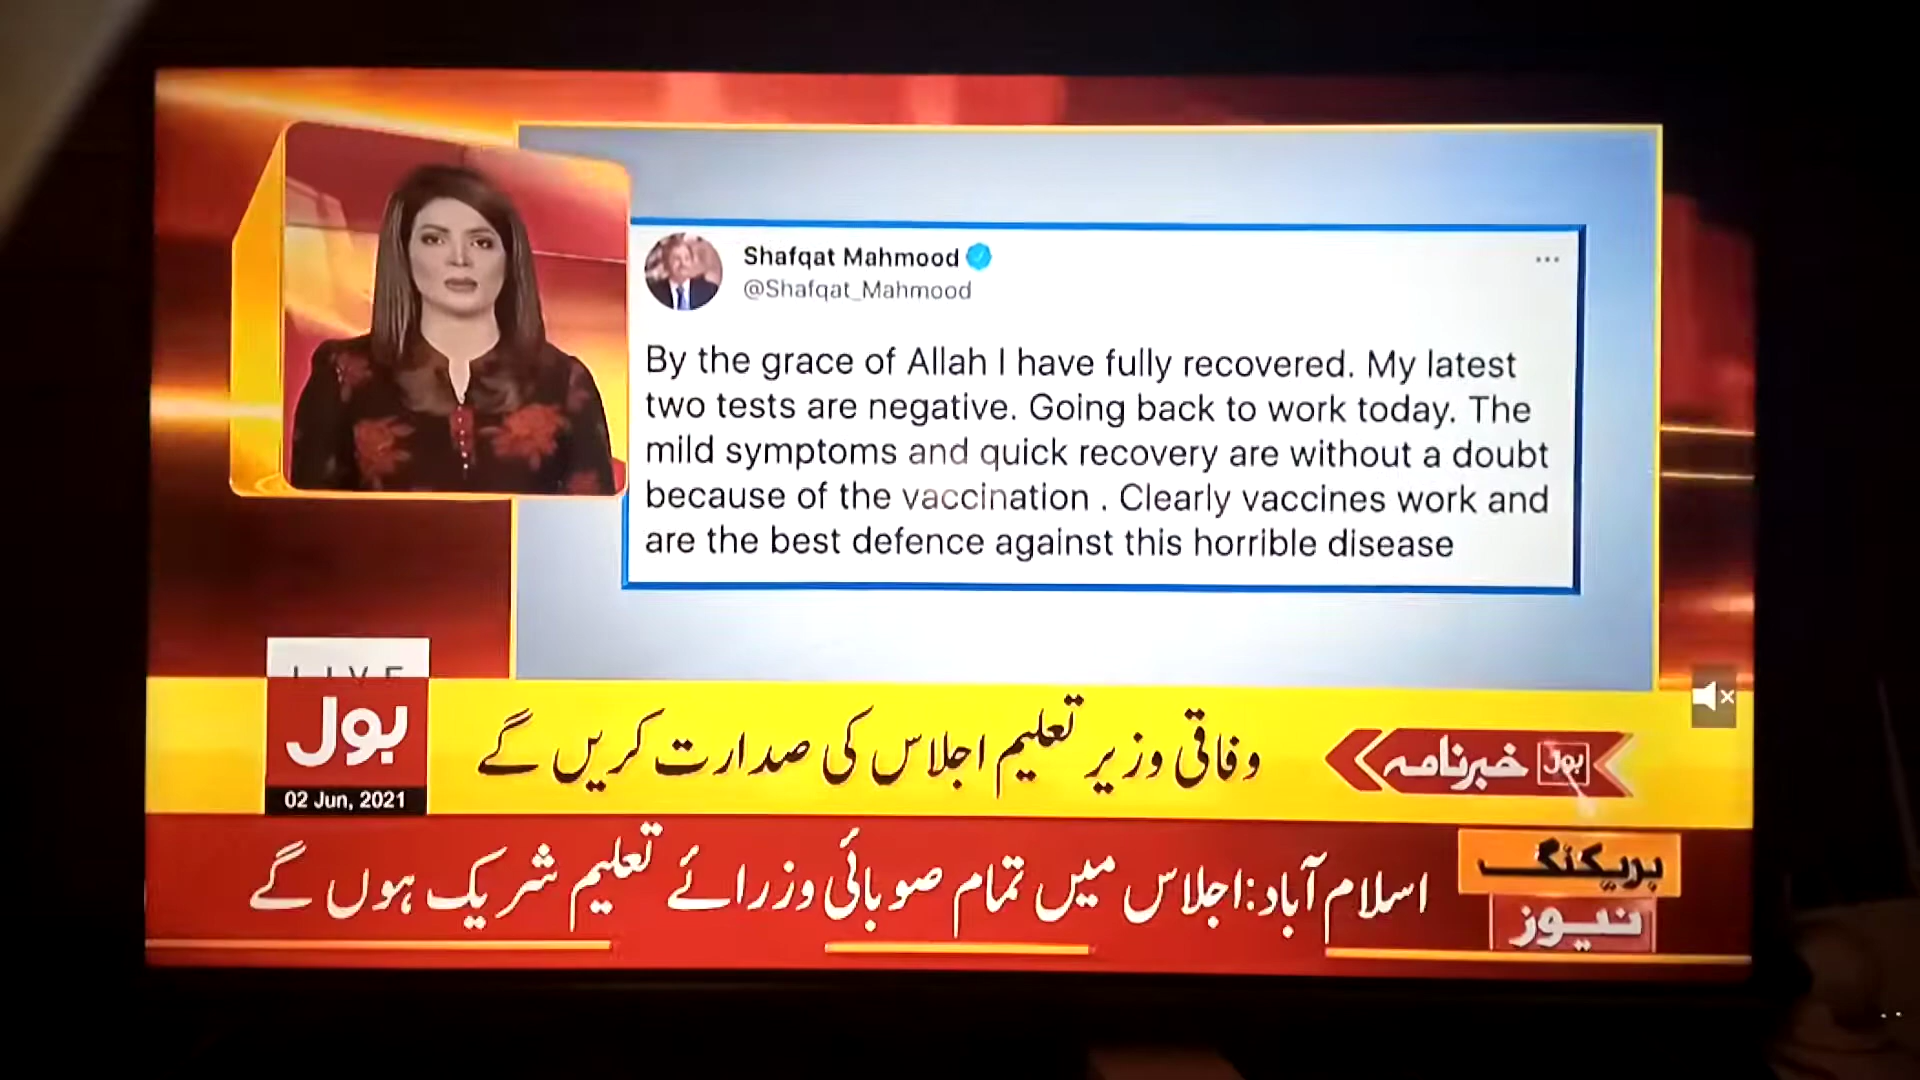 Shafqat Mahmood
@Shafqat_Mahmood
By the grace of Allah I have fully recovered. My latest
two tests are negative. Going back to work today. The
mild symptoms and quick recovery are without a doubt
because of the vaccination . Clearly vaccines work and
are the best defence against this horrible disease
LIVE
بول
02 Jun, 2021
بول خبرنامہ
وفاقی وزیر تعلیم اجلاس کی صدارت کریں گے
بریکنگ
نیوز
اسلام آباد:اجلاس میں تمام صوبائی وزرائے تعلیم شریک ہوں گے